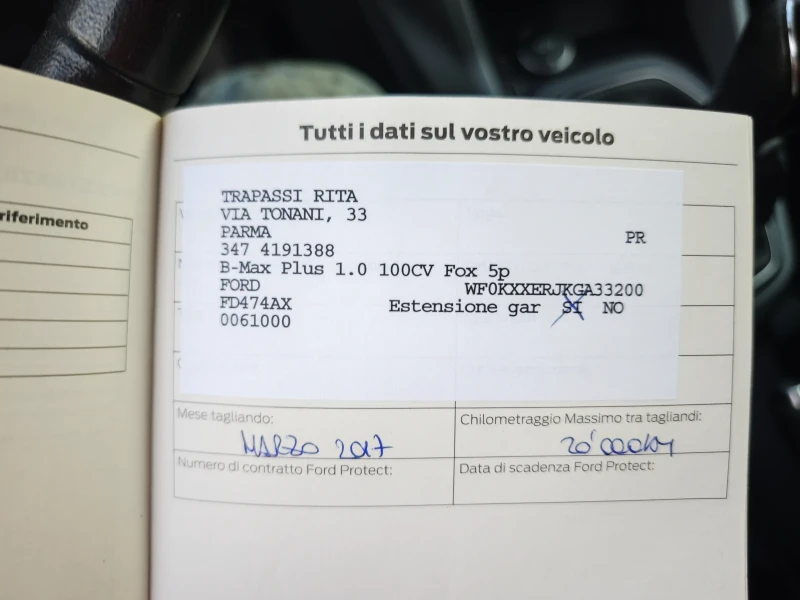 Tutti i dati sul vostro veicolo
riferimento
TRAPASSI RITA
VIA TONANI, 33
PARMA PR
347 4191388
B-Max Plus 1.0 100CV Fox 5p
FORD WF0KXXERJKGA33200
FD474AX Estensione gar SI NO
0061000
Mese tagliando: Chilometraggio Massimo tra tagliandi:
MARZO 2017 20'000KM
Numero di contratto Ford Protect: Data di scadenza Ford Protect: